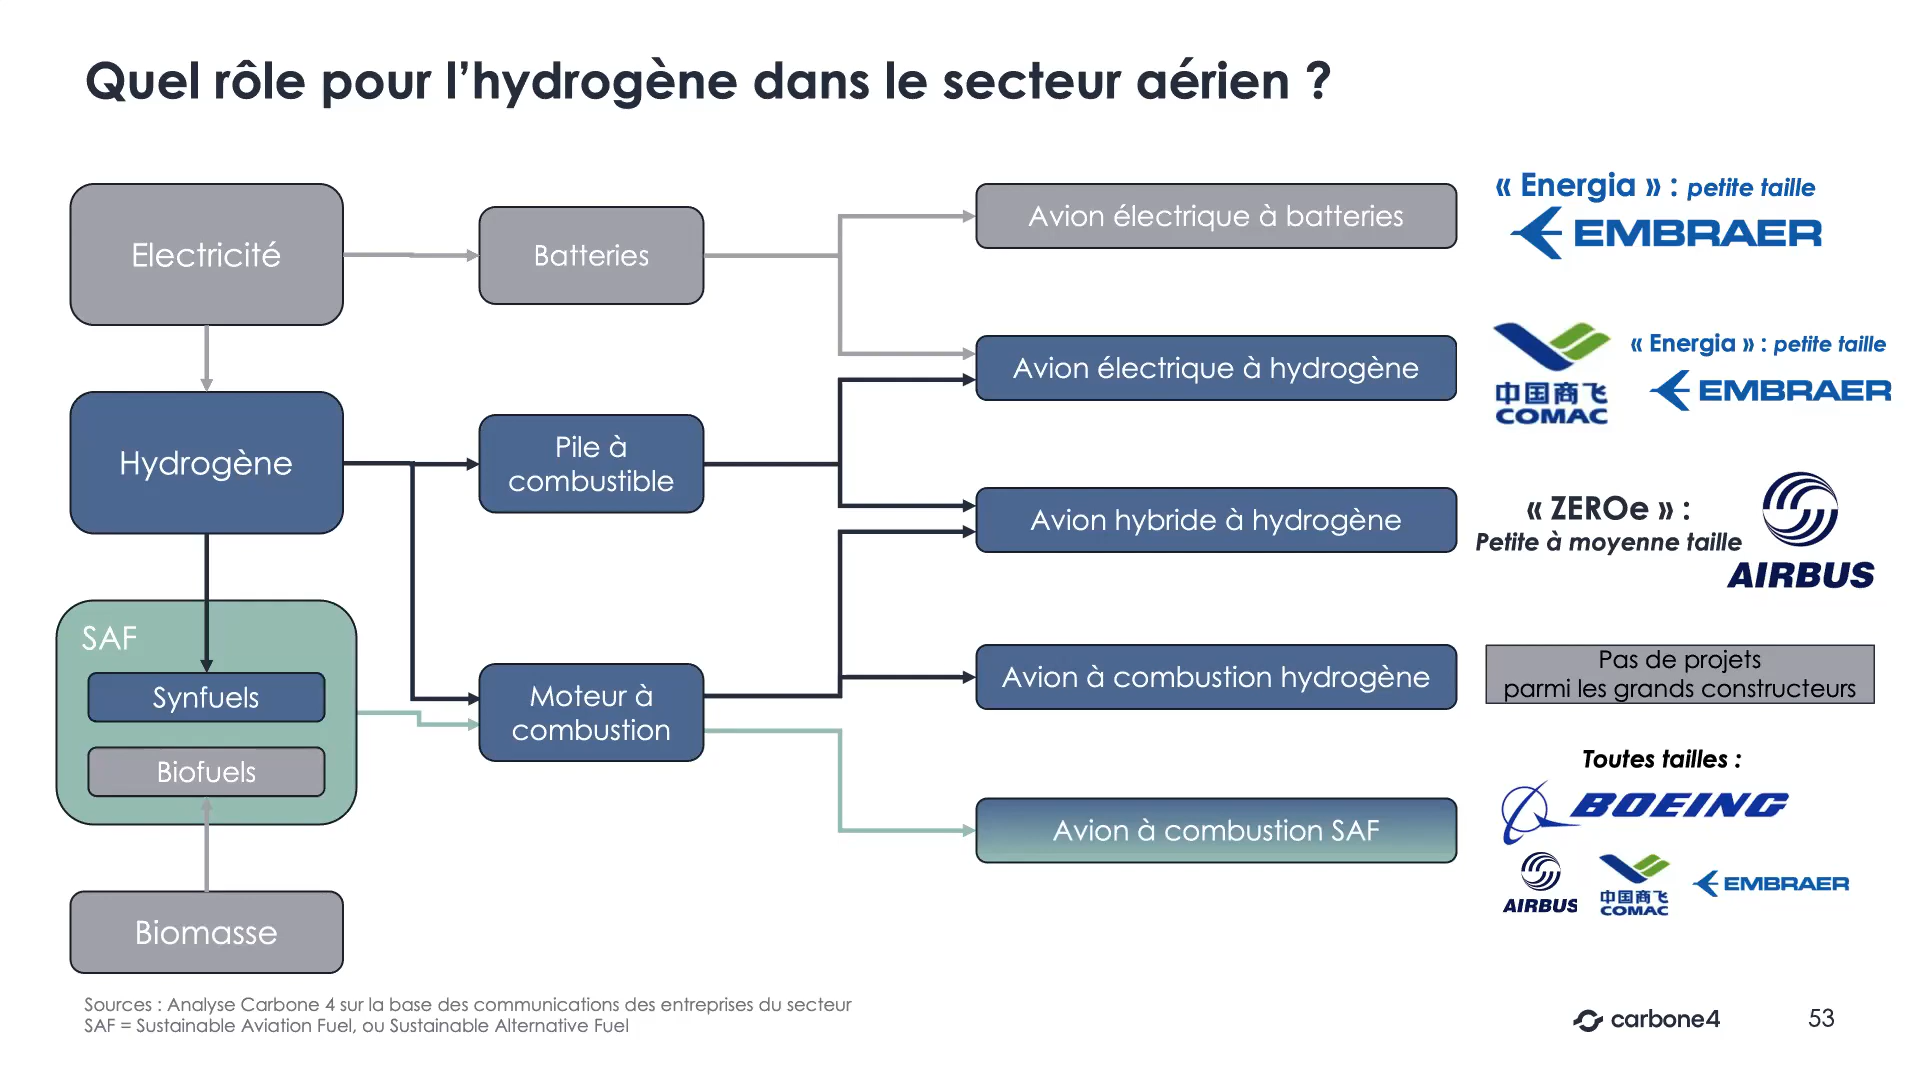 Quel rôle pour l’hydrogène dans le secteur aérien ?
Electricité
Batteries
Avion électrique à batteries
« Energia » : petite taille
EMBRAER
Hydrogène
Pile à
combustible
Avion électrique à hydrogène
中国商飞
COMAC
« Energia » : petite taille
EMBRAER
Avion hybride à hydrogène
« ZEROe » :
Petite à moyenne taille
AIRBUS
SAF
Synfuels
Biofuels
Moteur à
combustion
Avion à combustion hydrogène
Pas de projets
parmi les grands constructeurs
Avion à combustion SAF
Toutes tailles :
BOEING
AIRBUS
中国商飞
COMAC
EMBRAER
Biomasse
Sources : Analyse Carbone 4 sur la base des communications des entreprises du secteur
SAF = Sustainable Aviation Fuel, ou Sustainable Alternative Fuel
carbone4
53